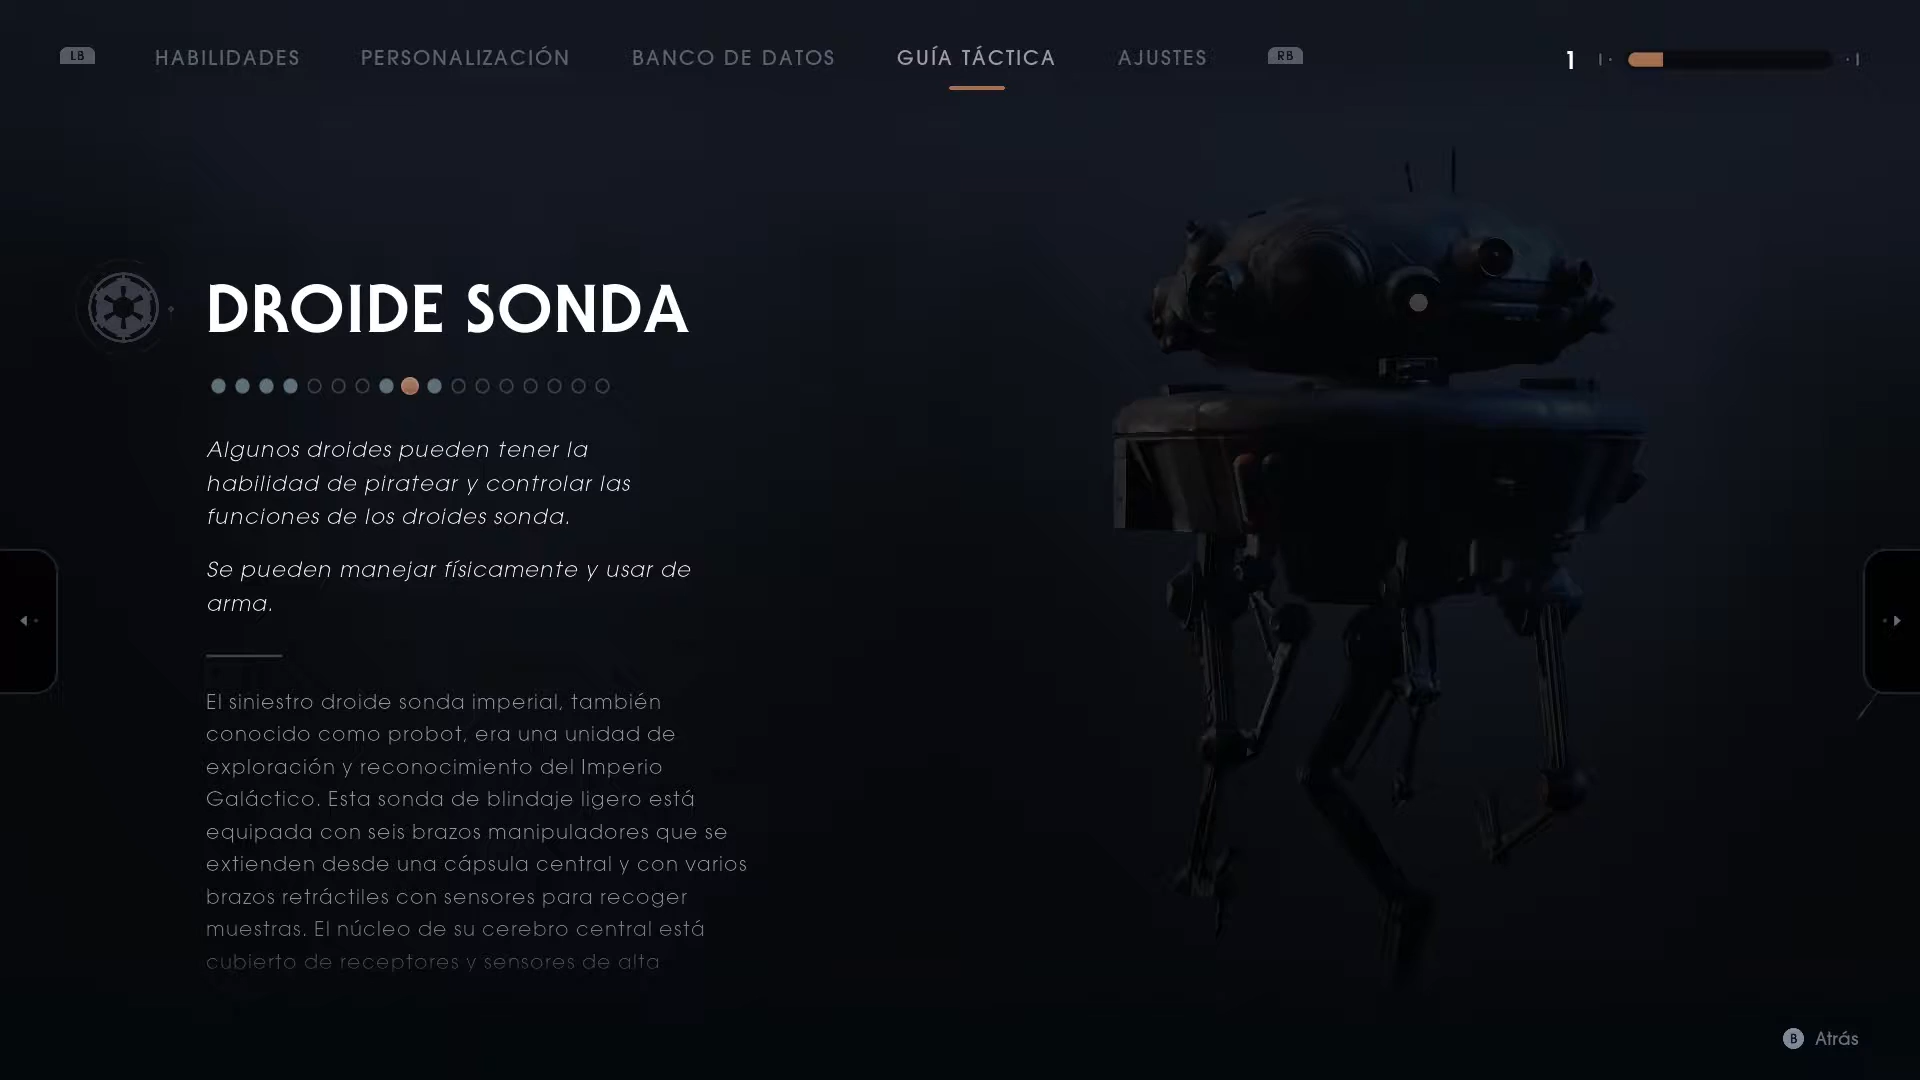 LB HABILIDADES PERSONALIZACIÓN BANCO DE DATOS GUÍA TÁCTICA AJUSTES RB 1
DROIDE SONDA
Algunos droides pueden tener la
habilidad de piratear y controlar las
funciones de los droides sonda.
Se pueden manejar físicamente y usar de
arma.
El siniestro droide sonda imperial, también
conocido como probot, era una unidad de
exploración y reconocimiento del Imperio
Galáctico. Esta sonda de blindaje ligero está
equipada con seis brazos manipuladores que se
extienden desde una cápsula central y con varios
brazos retráctiles con sensores para recoger
muestras. El núcleo de su cerebro central está
cubierto de receptores y sensores de alta
B Atrás